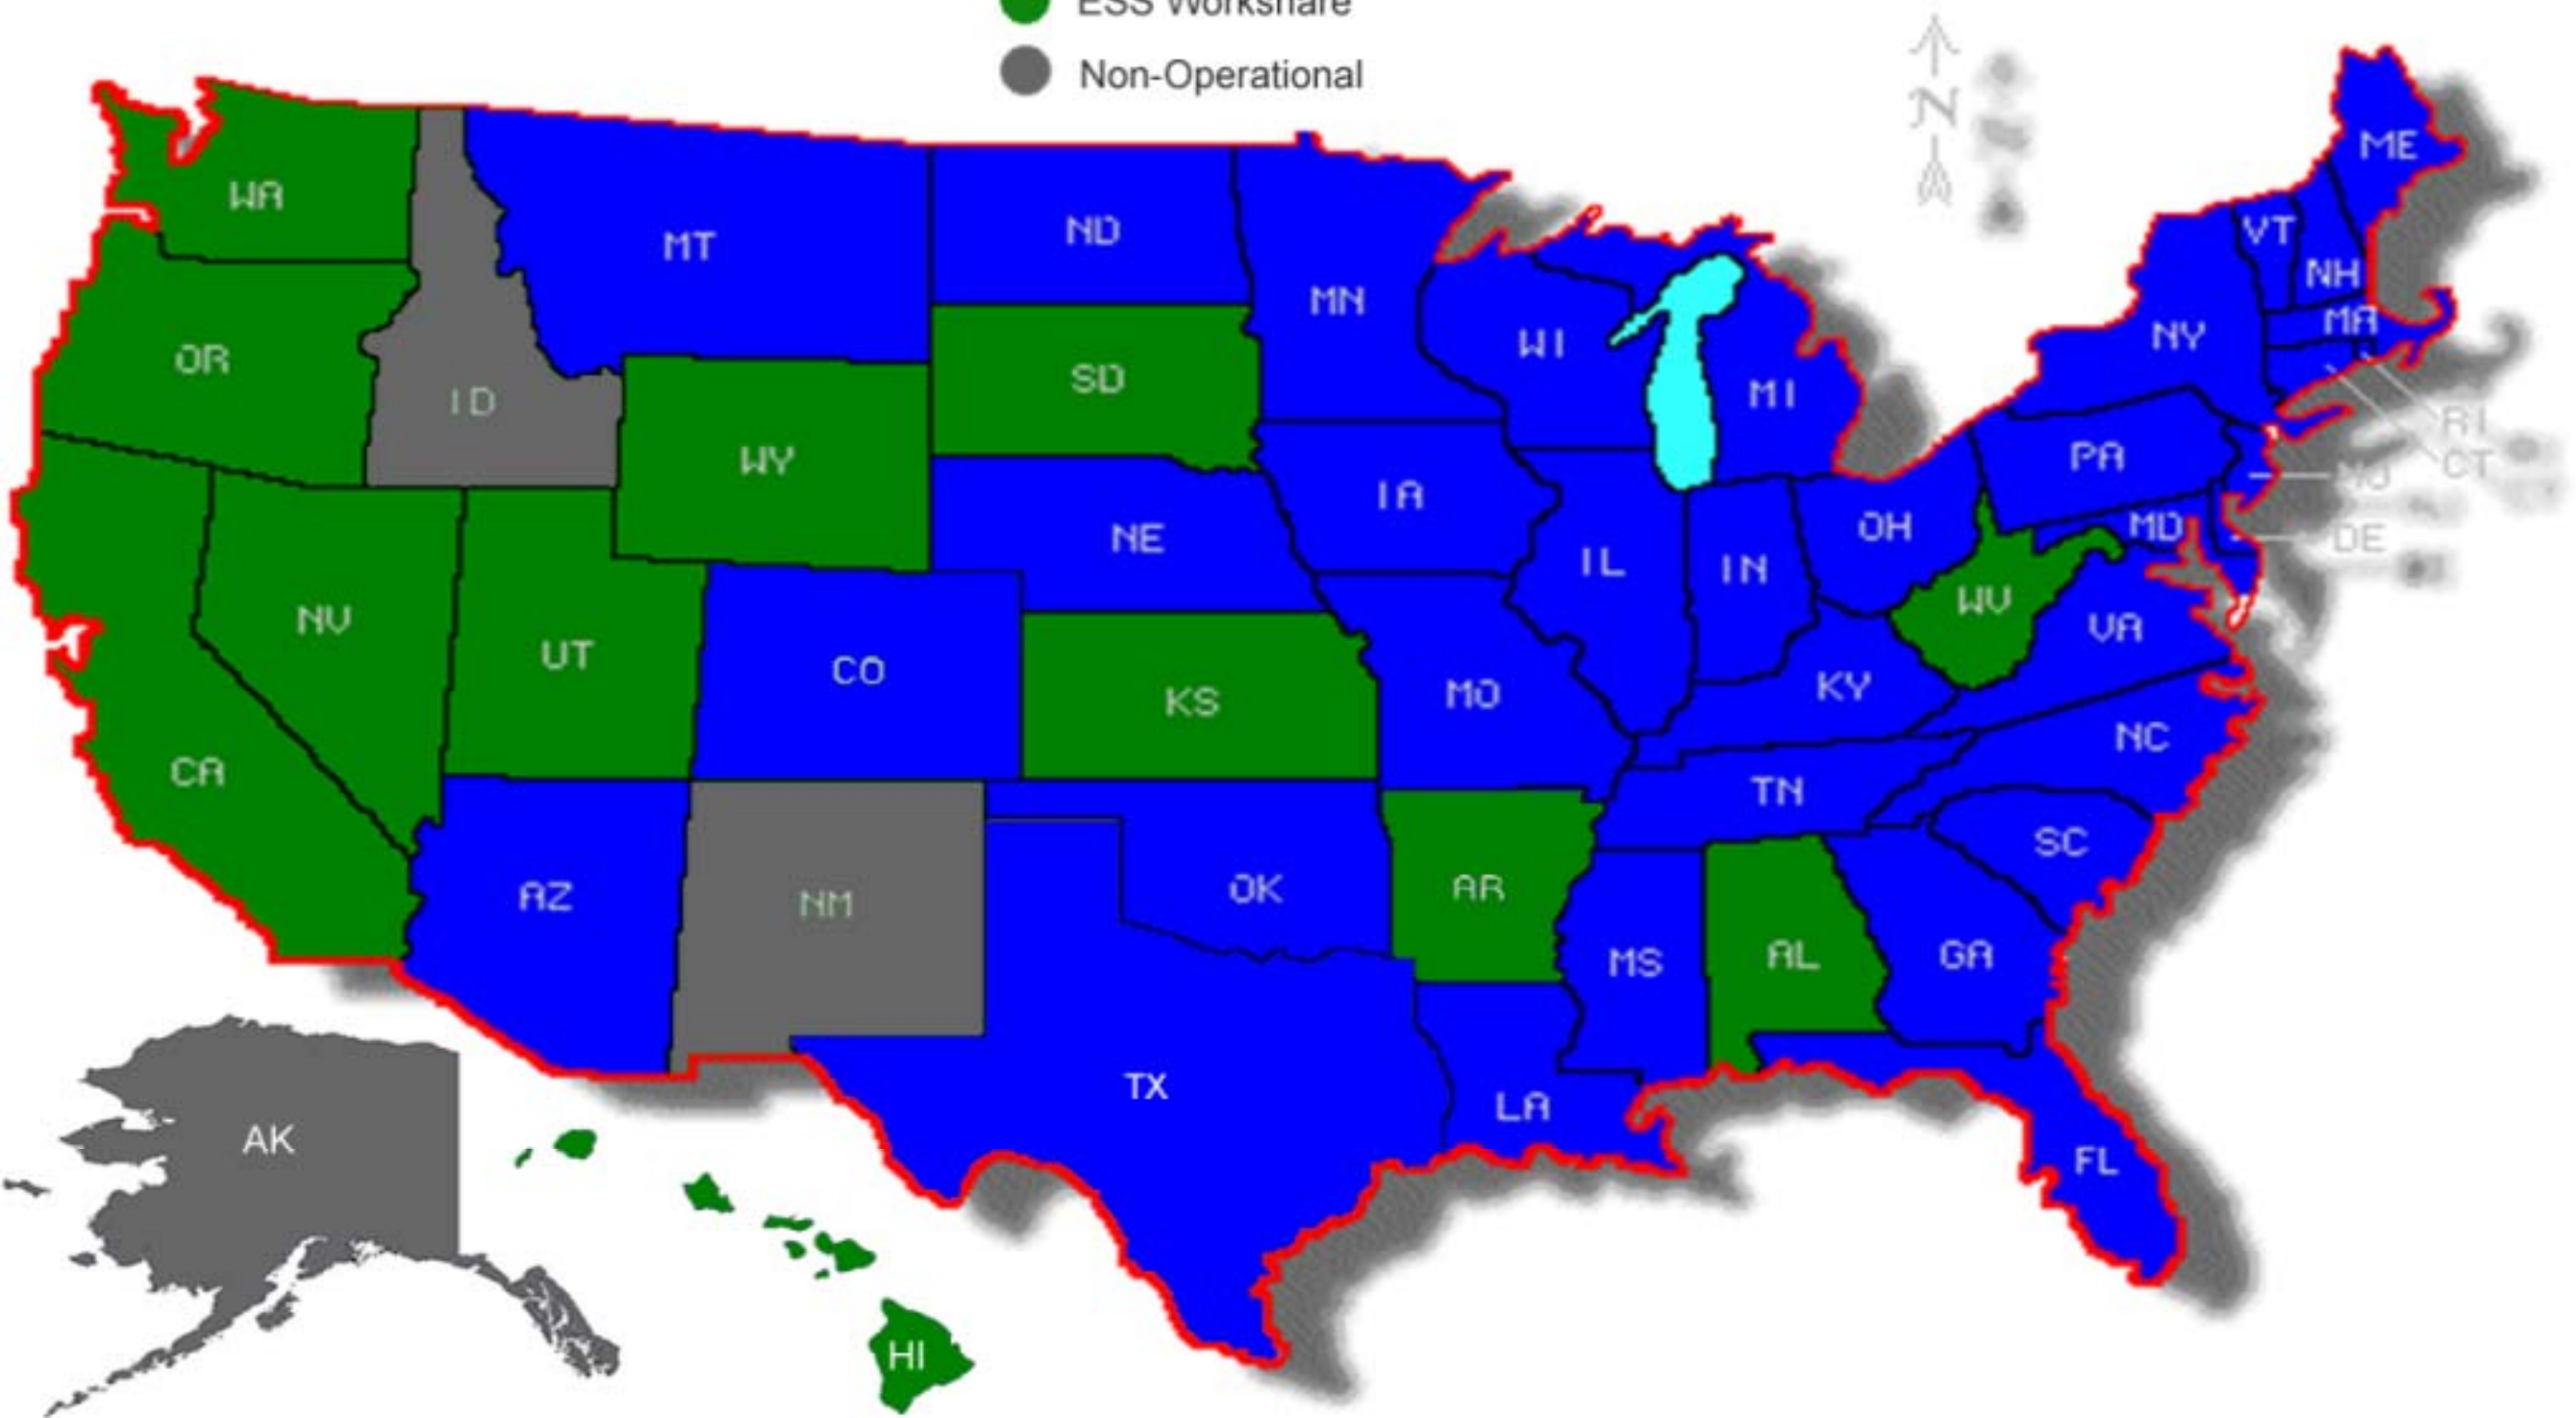 ESS Workshare
Non-Operational
N
WA
MT
ND
MN
ME
VT
NH
OR
ID
SD
WI
MI
NY
MA
WY
RI
CT
PA
NJ
IA
NE
OH
MD
DE
NV
UT
CO
IL
IN
WV
VA
KS
MO
KY
CA
NC
TN
AZ
NM
OK
AR
SC
MS
AL
GA
AK
TX
LA
FL
HI